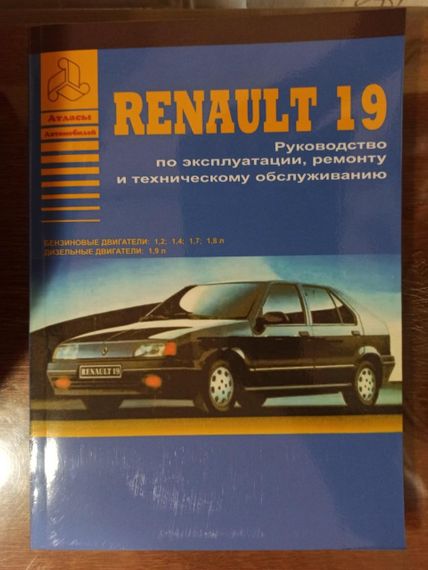 Атласы
Автомобилей
RENAULT 19
Руководство
по эксплуатации, ремонту
и техническому обслуживанию
БЕНЗИНОВЫЕ ДВИГАТЕЛИ: 1,2; 1,4; 1,7; 1,8 л
ДИЗЕЛЬНЫЕ ДВИГАТЕЛИ: 1,9 л
RENAULT 19